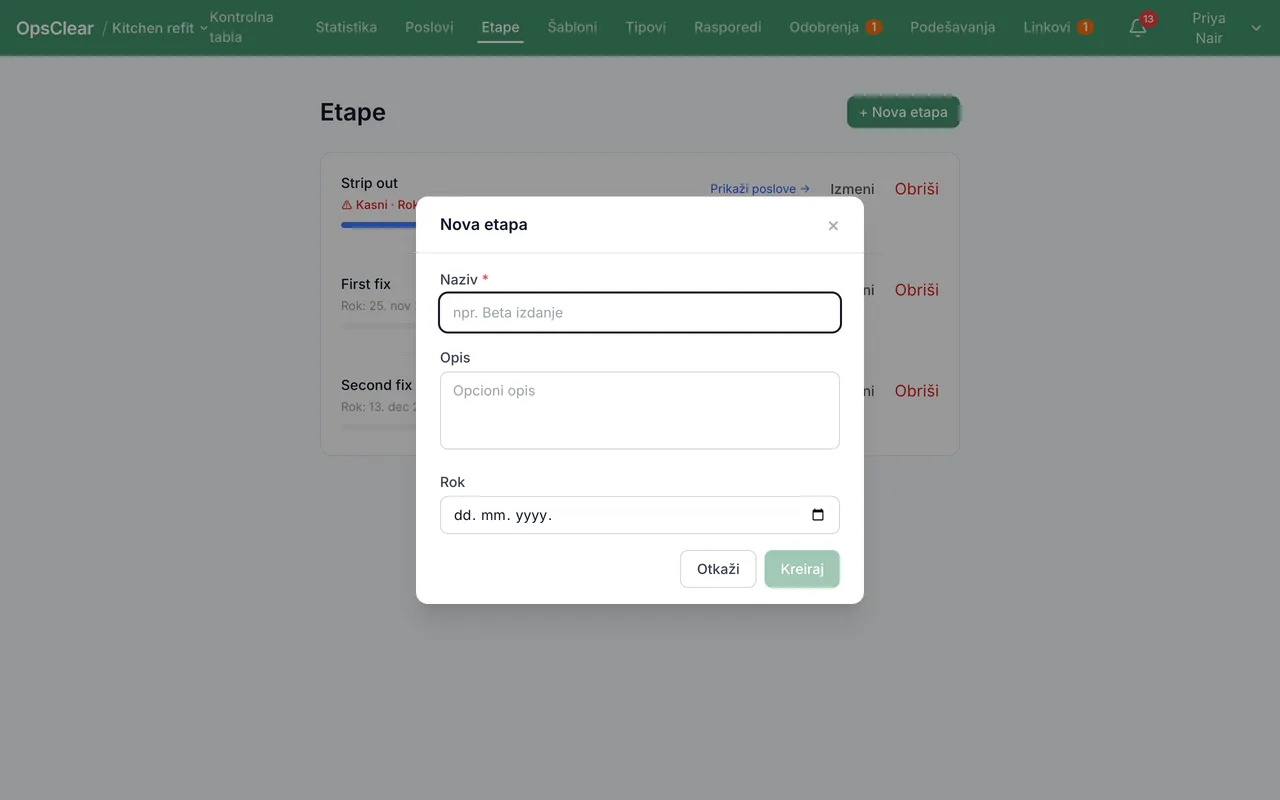 OpsClear / Kitchen refit
Kontrolna tabla
Statistika
Poslovi
Etape
Šabloni
Tipovi
Rasporedi
Odobrenja 1
Podešavanja
Linkovi 1
13
Priya Nair
Etape
+ Nova etapa
Strip out
Prikaži poslove →
Izmeni
Obriši
⚠ Kasni · Rok
First fix
Rok: 25. nov
Obriši
Second fix
Rok: 13. dec
Obriši
Nova etapa
×
Naziv *
npr. Beta izdanje
Opis
Opcioni opis
Rok
dd. mm. yyyy.
Otkaži
Kreiraj